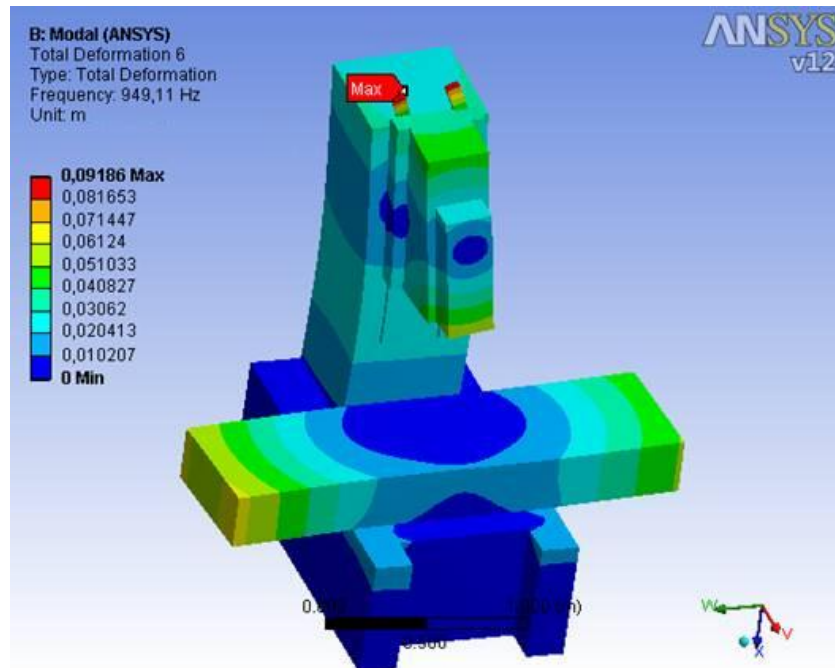 B: Modal (ANSYS)
Total Deformation 6
Type: Total Deformation
Frequency: 949,11 Hz
Unit: m
ANSYS
v12
Max
0,09186 Max
0,081653
0,071447
0,06124
0,051033
0,040827
0,03062
0,020413
0,010207
0 Min
W
V
X